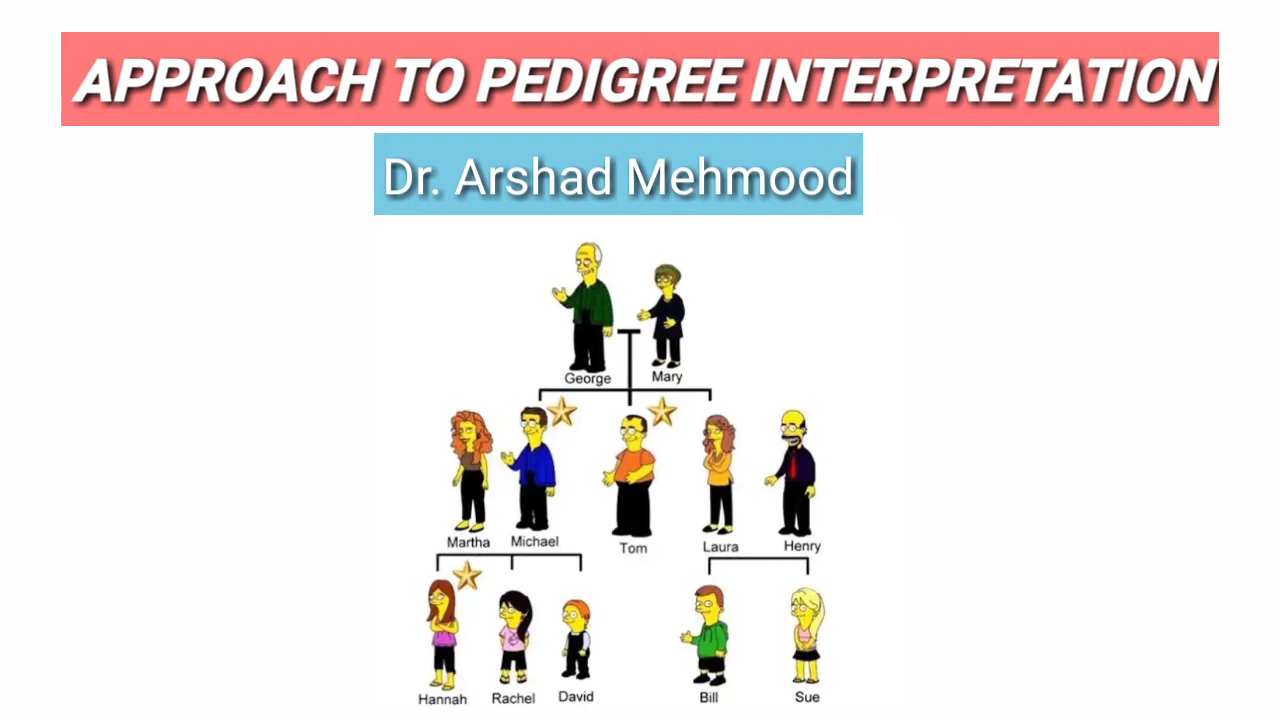 APPROACH TO PEDIGREE INTERPRETATION
Dr. Arshad Mehmood
George Mary
Martha Michael Tom Laura Henry
Hannah Rachel David Bill Sue